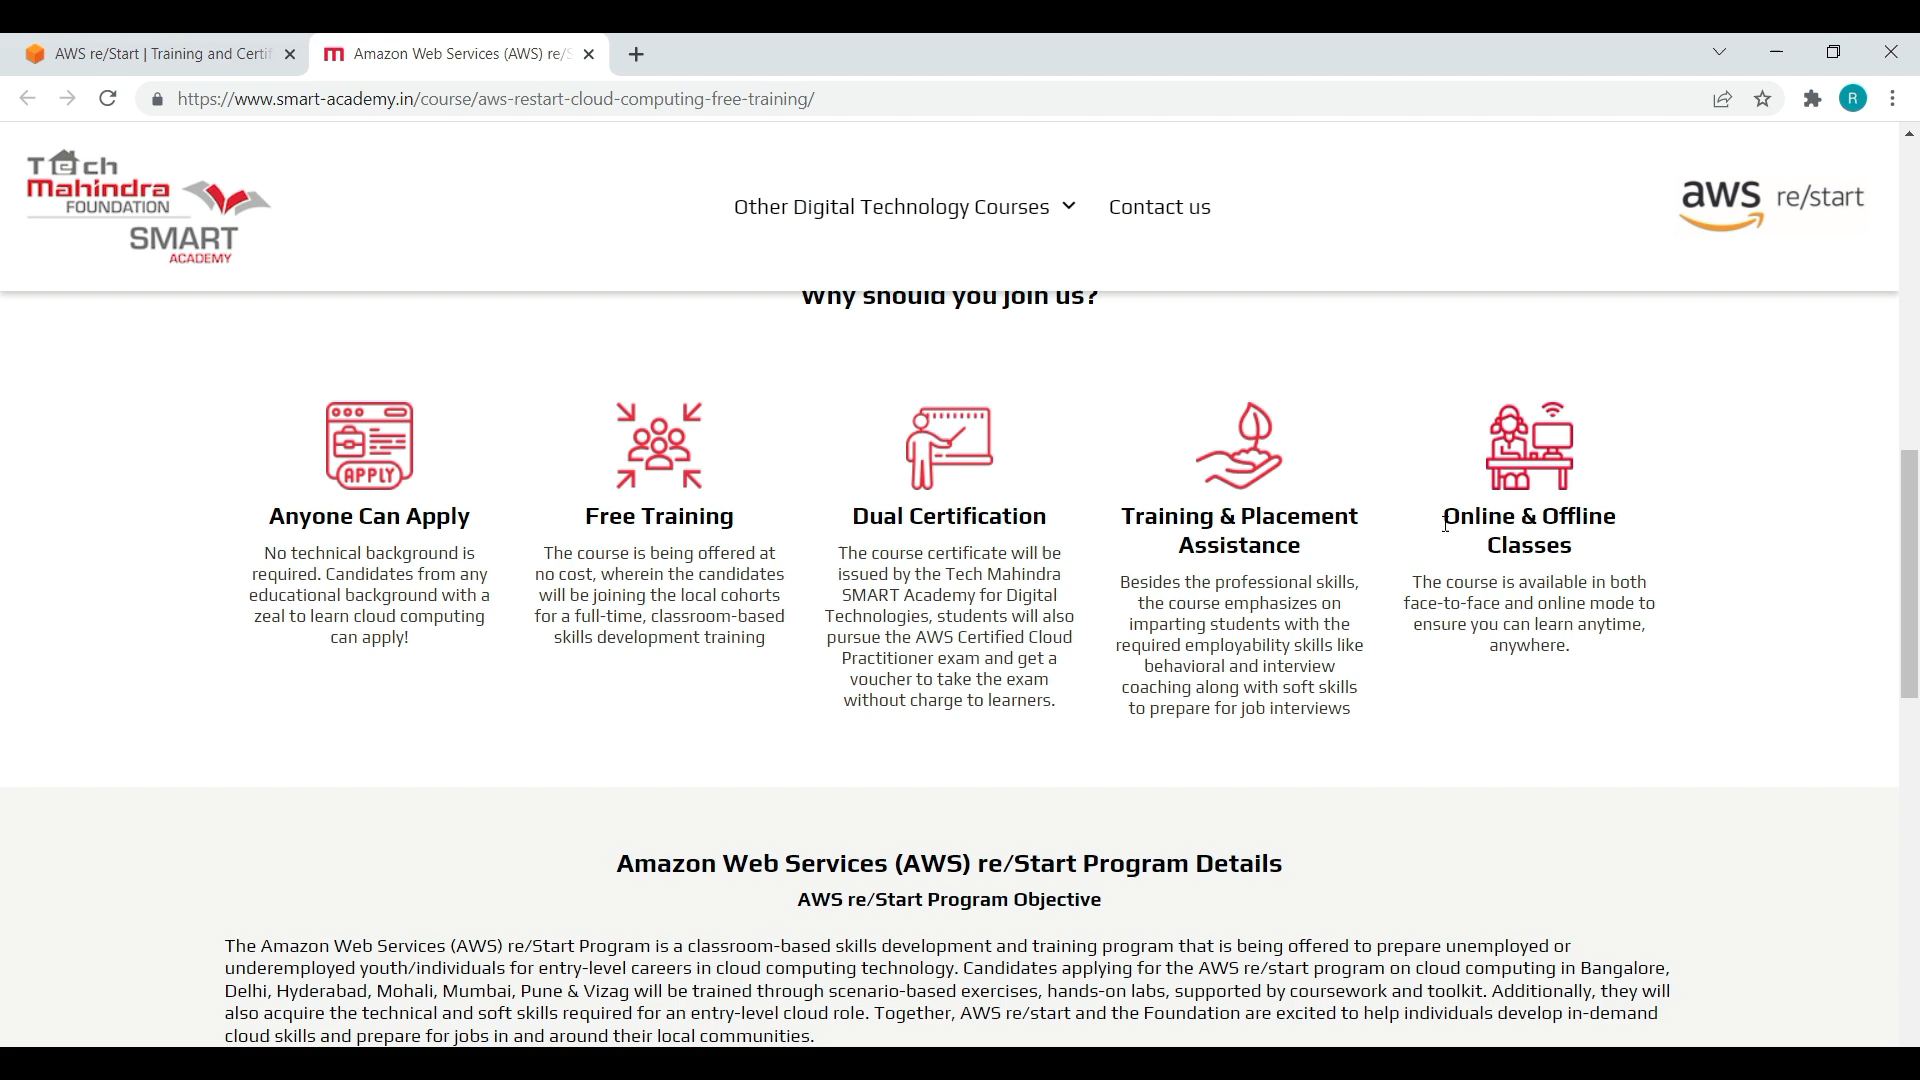 AWS re/Start | Training and Certif
Amazon Web Services (AWS) re/S
https://www.smart-academy.in/course/aws-restart-cloud-computing-free-training/
R
Tech
Mahindra
FOUNDATION
SMART
ACADEMY
Other Digital Technology Courses
Contact us
aws re/start
Why should you join us?
APPLY
Anyone Can Apply
No technical background is
required. Candidates from any
educational background with a
zeal to learn cloud computing
can apply!
Free Training
The course is being offered at
no cost, wherein the candidates
will be joining the local cohorts
for a full-time, classroom-based
skills development training
Dual Certification
The course certificate will be
issued by the Tech Mahindra
SMART Academy for Digital
Technologies, students will also
pursue the AWS Certified Cloud
Practitioner exam and get a
voucher to take the exam
without charge to learners.
Training & Placement
Assistance
Besides the professional skills,
the course emphasizes on
imparting students with the
required employability skills like
behavioral and interview
coaching along with soft skills
to prepare for job interviews
Online & Offline
Classes
The course is available in both
face-to-face and online mode to
ensure you can learn anytime,
anywhere.
Amazon Web Services (AWS) re/Start Program Details
AWS re/Start Program Objective
The Amazon Web Services (AWS) re/Start Program is a classroom-based skills development and training program that is being offered to prepare unemployed or
underemployed youth/individuals for entry-level careers in cloud computing technology. Candidates applying for the AWS re/start program on cloud computing in Bangalore,
Delhi, Hyderabad, Mohali, Mumbai, Pune & Vizag will be trained through scenario-based exercises, hands-on labs, supported by coursework and toolkit. Additionally, they will
also acquire the technical and soft skills required for an entry-level cloud role. Together, AWS re/start and the Foundation are excited to help individuals develop in-demand
cloud skills and prepare for jobs in and around their local communities.